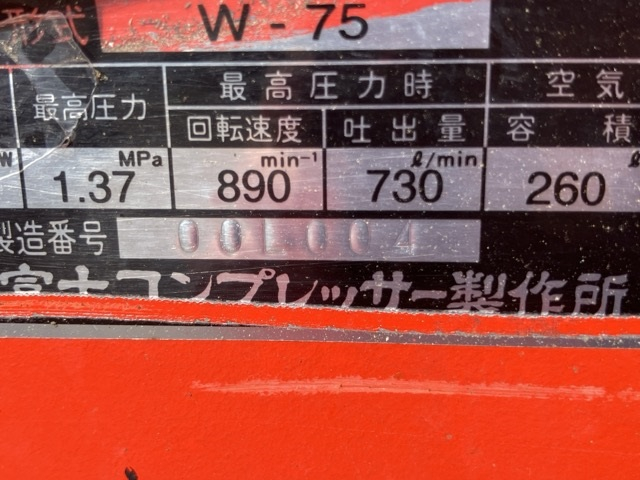 形式 W-75
最高圧力 最高圧力時 空気
回転速度 吐出量 容積
W MPa min-1 ℓ/min ℓ
1.37 890 730 260
製造番号
富士コンプレッサー製作所